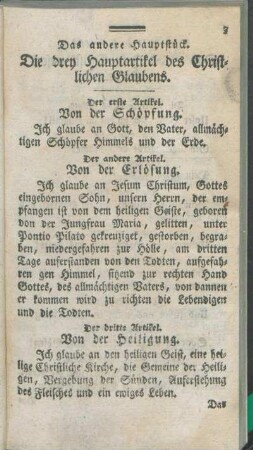 7
Das andere Hauptstück.
Die drey Hauptartikel des Christ-
lichen Glaubens.
Der erste Artikel.
Von der Schöpfung.
Ich glaube an Gott, den Vater, allmäch-
tigen Schöpfer Himmels und der Erde.
Der andere Artikel.
Von der Erlösung.
Ich glaube an Jesum Christum, Gottes
eingebornen Sohn, unsern Herrn, der em-
pfangen ist von dem heiligen Geiste, geboren
von der Jungfrau Maria, gelitten, unter
Pontio Pilato gekreuziget, gestorben, begra-
ben, niedergefahren zur Hölle, am dritten
Tage auferstanden von den Todten, aufgefah-
ren gen Himmel, sitzend zur rechten Hand
Gottes, des allmächtigen Vaters, von dannen
er kommen wird zu richten die Lebendigen
und die Todten.
Der dritte Artikel.
Von der Heiligung.
Ich glaube an den heiligen Geist, eine hei-
lige Christliche Kirche, die Gemeine der Heili-
gen, Vergebung der Sünden, Auferstehung
des Fleisches und ein ewiges Leben.
Das